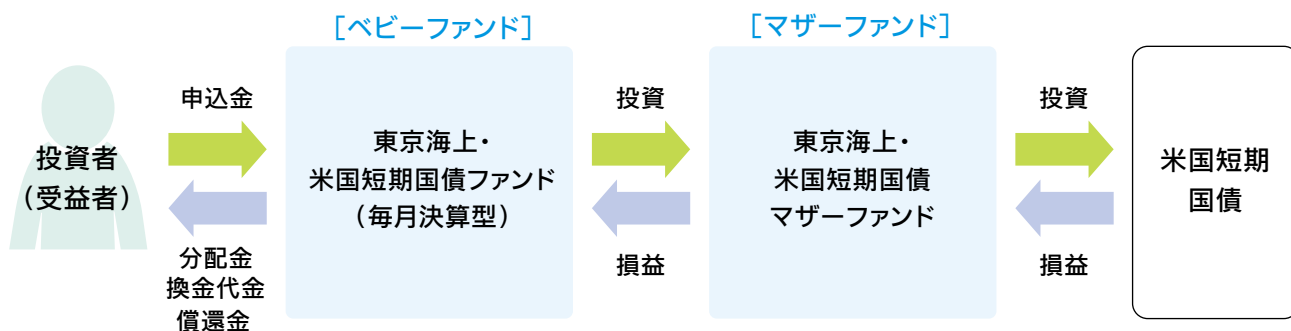 [ベビーファンド]
[マザーファンド]
投資者
(受益者)
申込金
分配金
換金代金
償還金
東京海上・
米国短期国債ファンド
(毎月決算型)
投資
損益
東京海上・
米国短期国債
マザーファンド
投資
損益
米国短期
国債